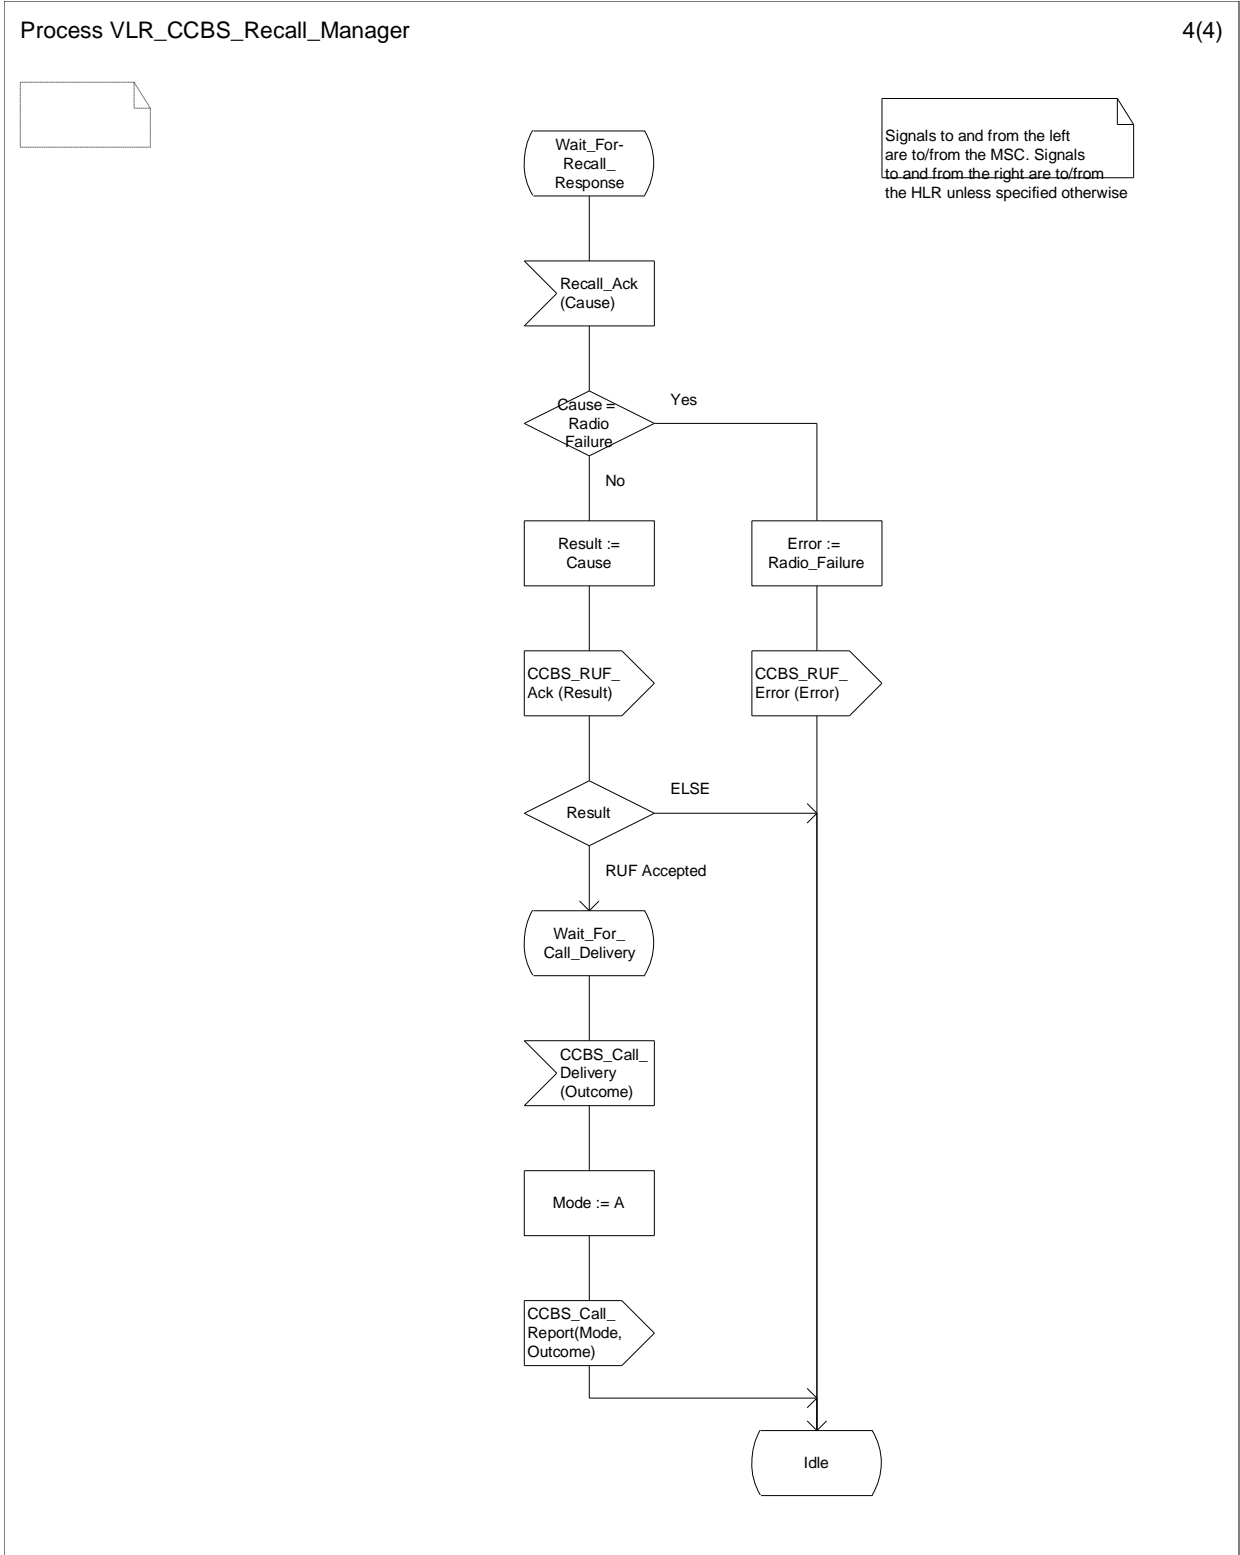 Process VLR_CCBS_Recall_Manager
4(4)
Signals to and from the left
are to/from the MSC. Signals
to and from the right are to/from
the HLR unless specified otherwise
Wait_For-
Recall_
Response
Recall_Ack
(Cause)
Cause =
Radio
Failure
Yes
No
Result :=
Cause
Error :=
Radio_Failure
CCBS_RUF_
Ack (Result)
CCBS_RUF_
Error (Error)
Result
ELSE
RUF Accepted
Wait_For_
Call_Delivery
CCBS_Call_
Delivery
(Outcome)
Mode := A
CCBS_Call_
Report(Mode,
Outcome)
Idle